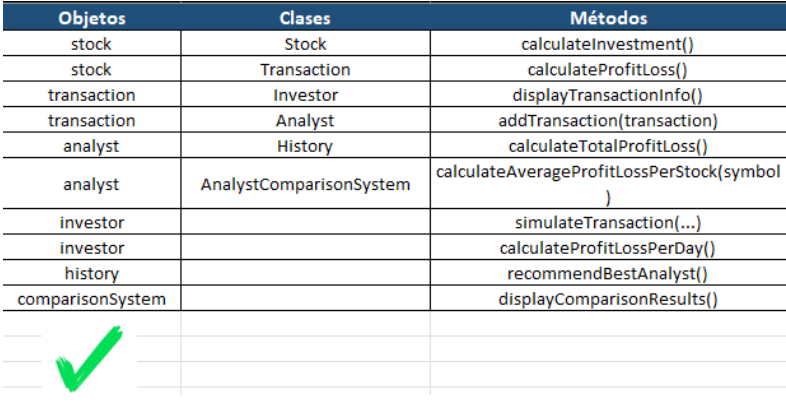 Objetos Clases Métodos
stock Stock calculateInvestment()
stock Transaction calculateProfitLoss()
transaction Investor displayTransactionInfo()
transaction Analyst addTransaction(transaction)
analyst History calculateTotalProfitLoss()
analyst AnalystComparisonSystem calculateAverageProfitLossPerStock(symbol
)
investor simulateTransaction(...)
investor calculateProfitLossPerDay()
history recommendBestAnalyst()
comparisonSystem displayComparisonResults()